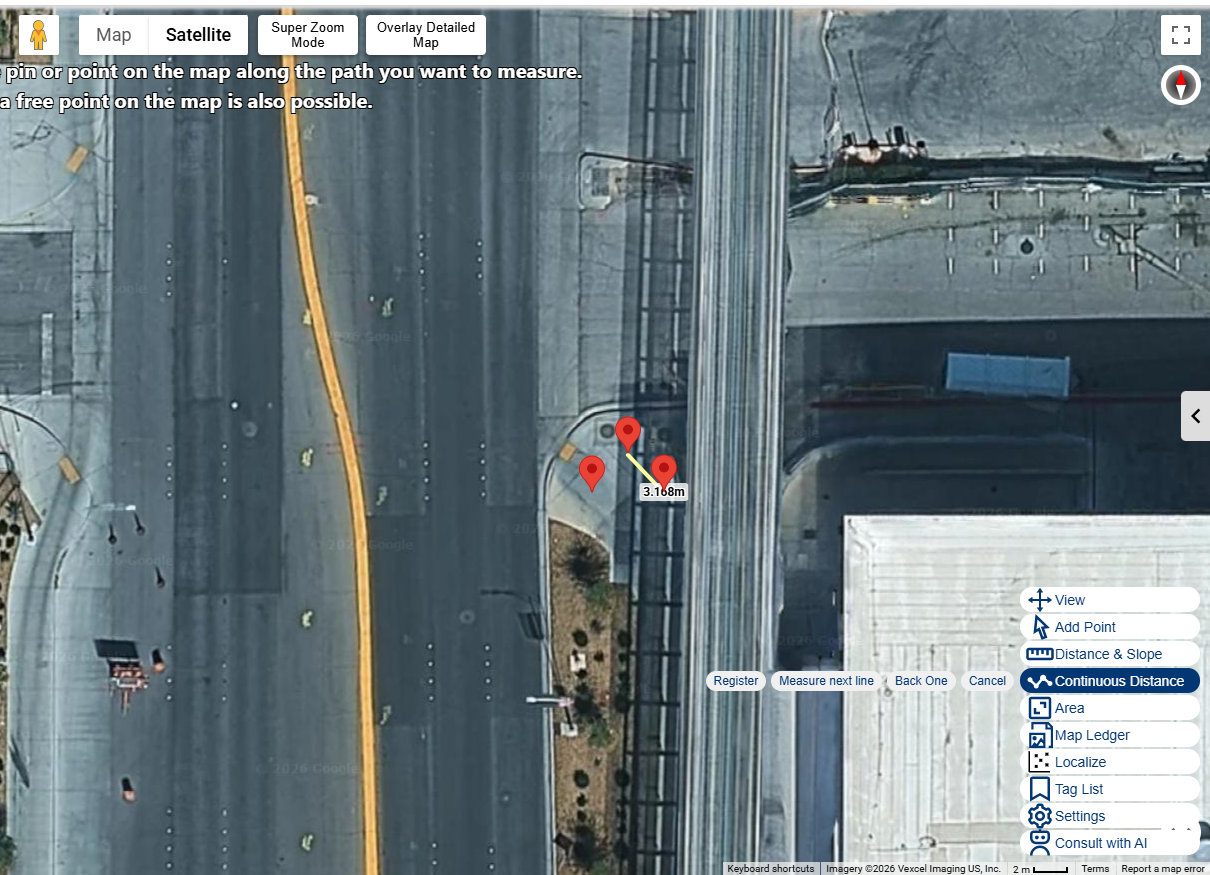 Map
Satellite
Super Zoom
Mode
Overlay Detailed
Map
pin or point on the map along the path you want to measure.
a free point on the map is also possible.
3.168m
View
Add Point
Distance & Slope
Register
Measure next line
Back One
Cancel
Continuous Distance
Area
Map Ledger
Localize
Tag List
Settings
Consult with AI
Keyboard shortcuts
Imagery ©2026 Vexcel Imaging US, Inc.
2 m
Terms
Report a map error
© 2026 Google